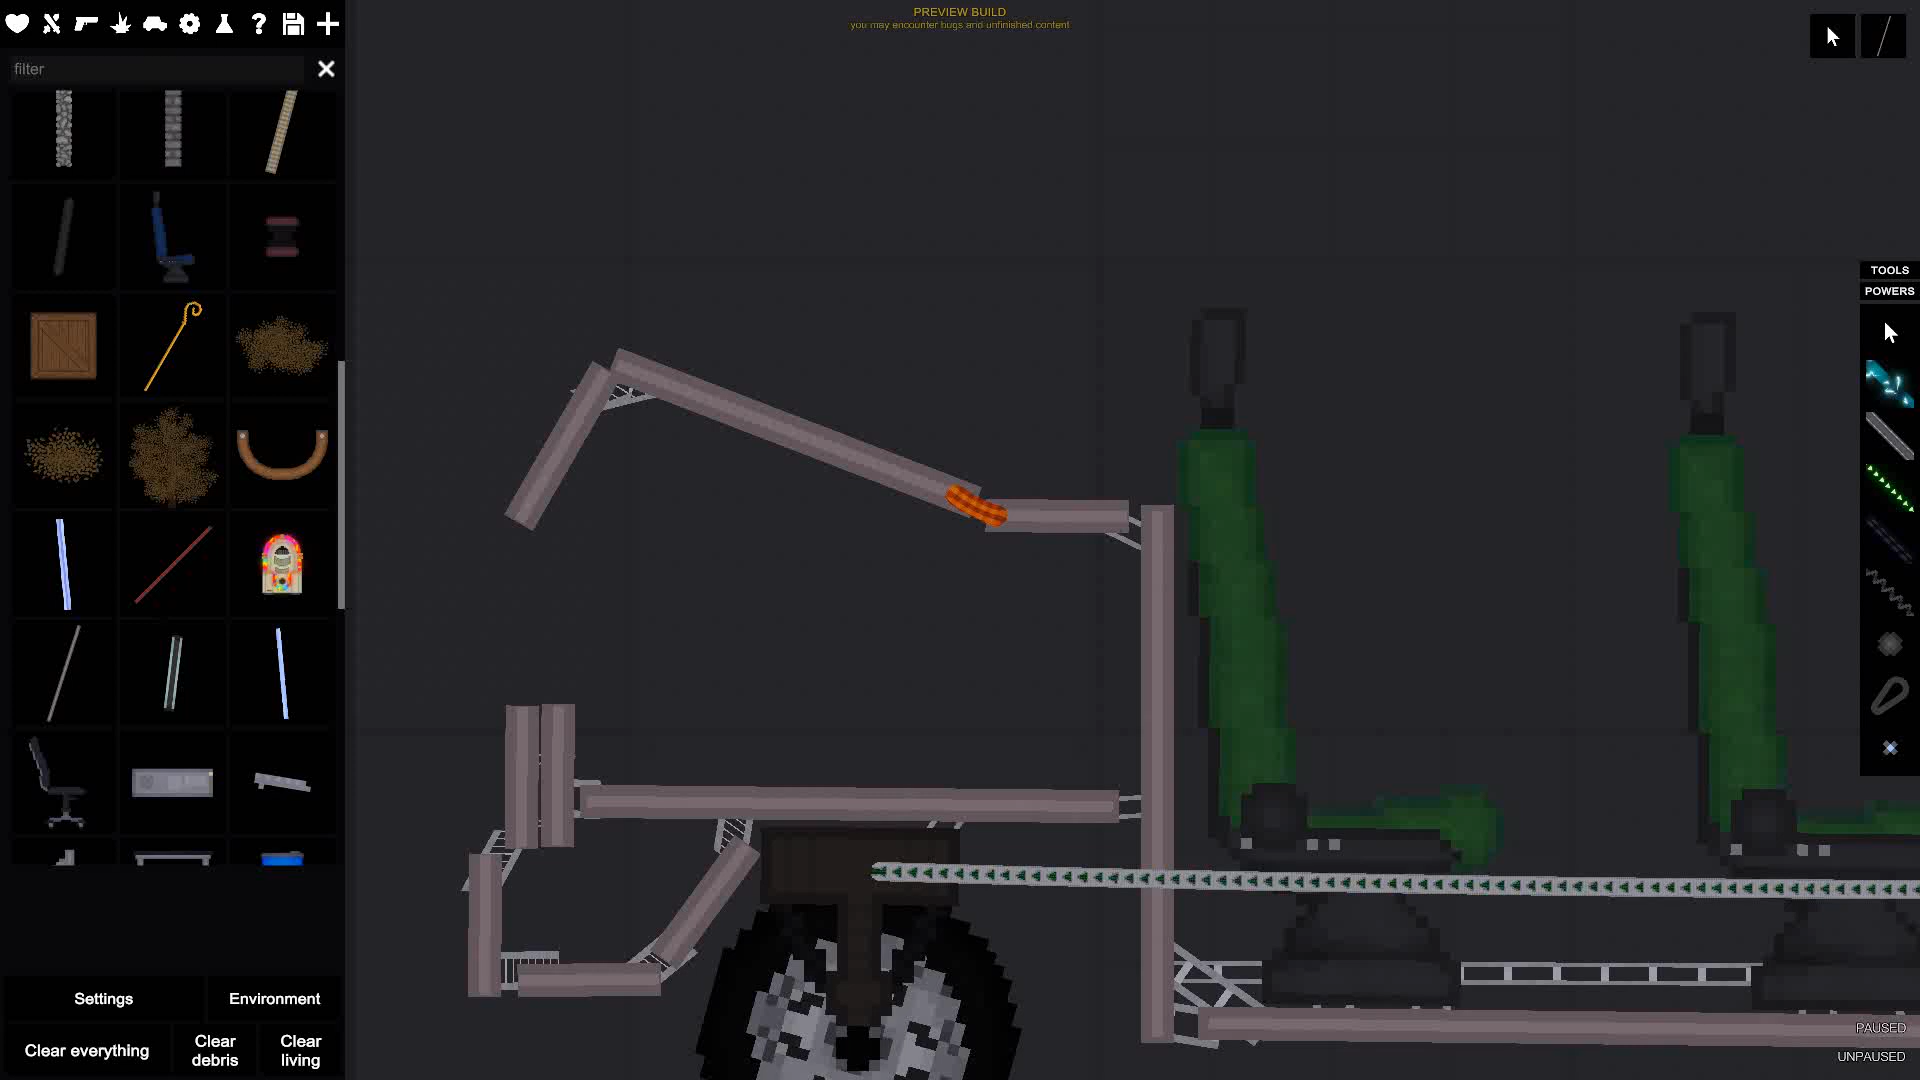 PREVIEW BUILD
you may encounter bugs and unfinished content
filter
TOOLS
POWERS
Settings
Environment
Clear everything
Clear debris
Clear living
PAUSED
UNPAUSED